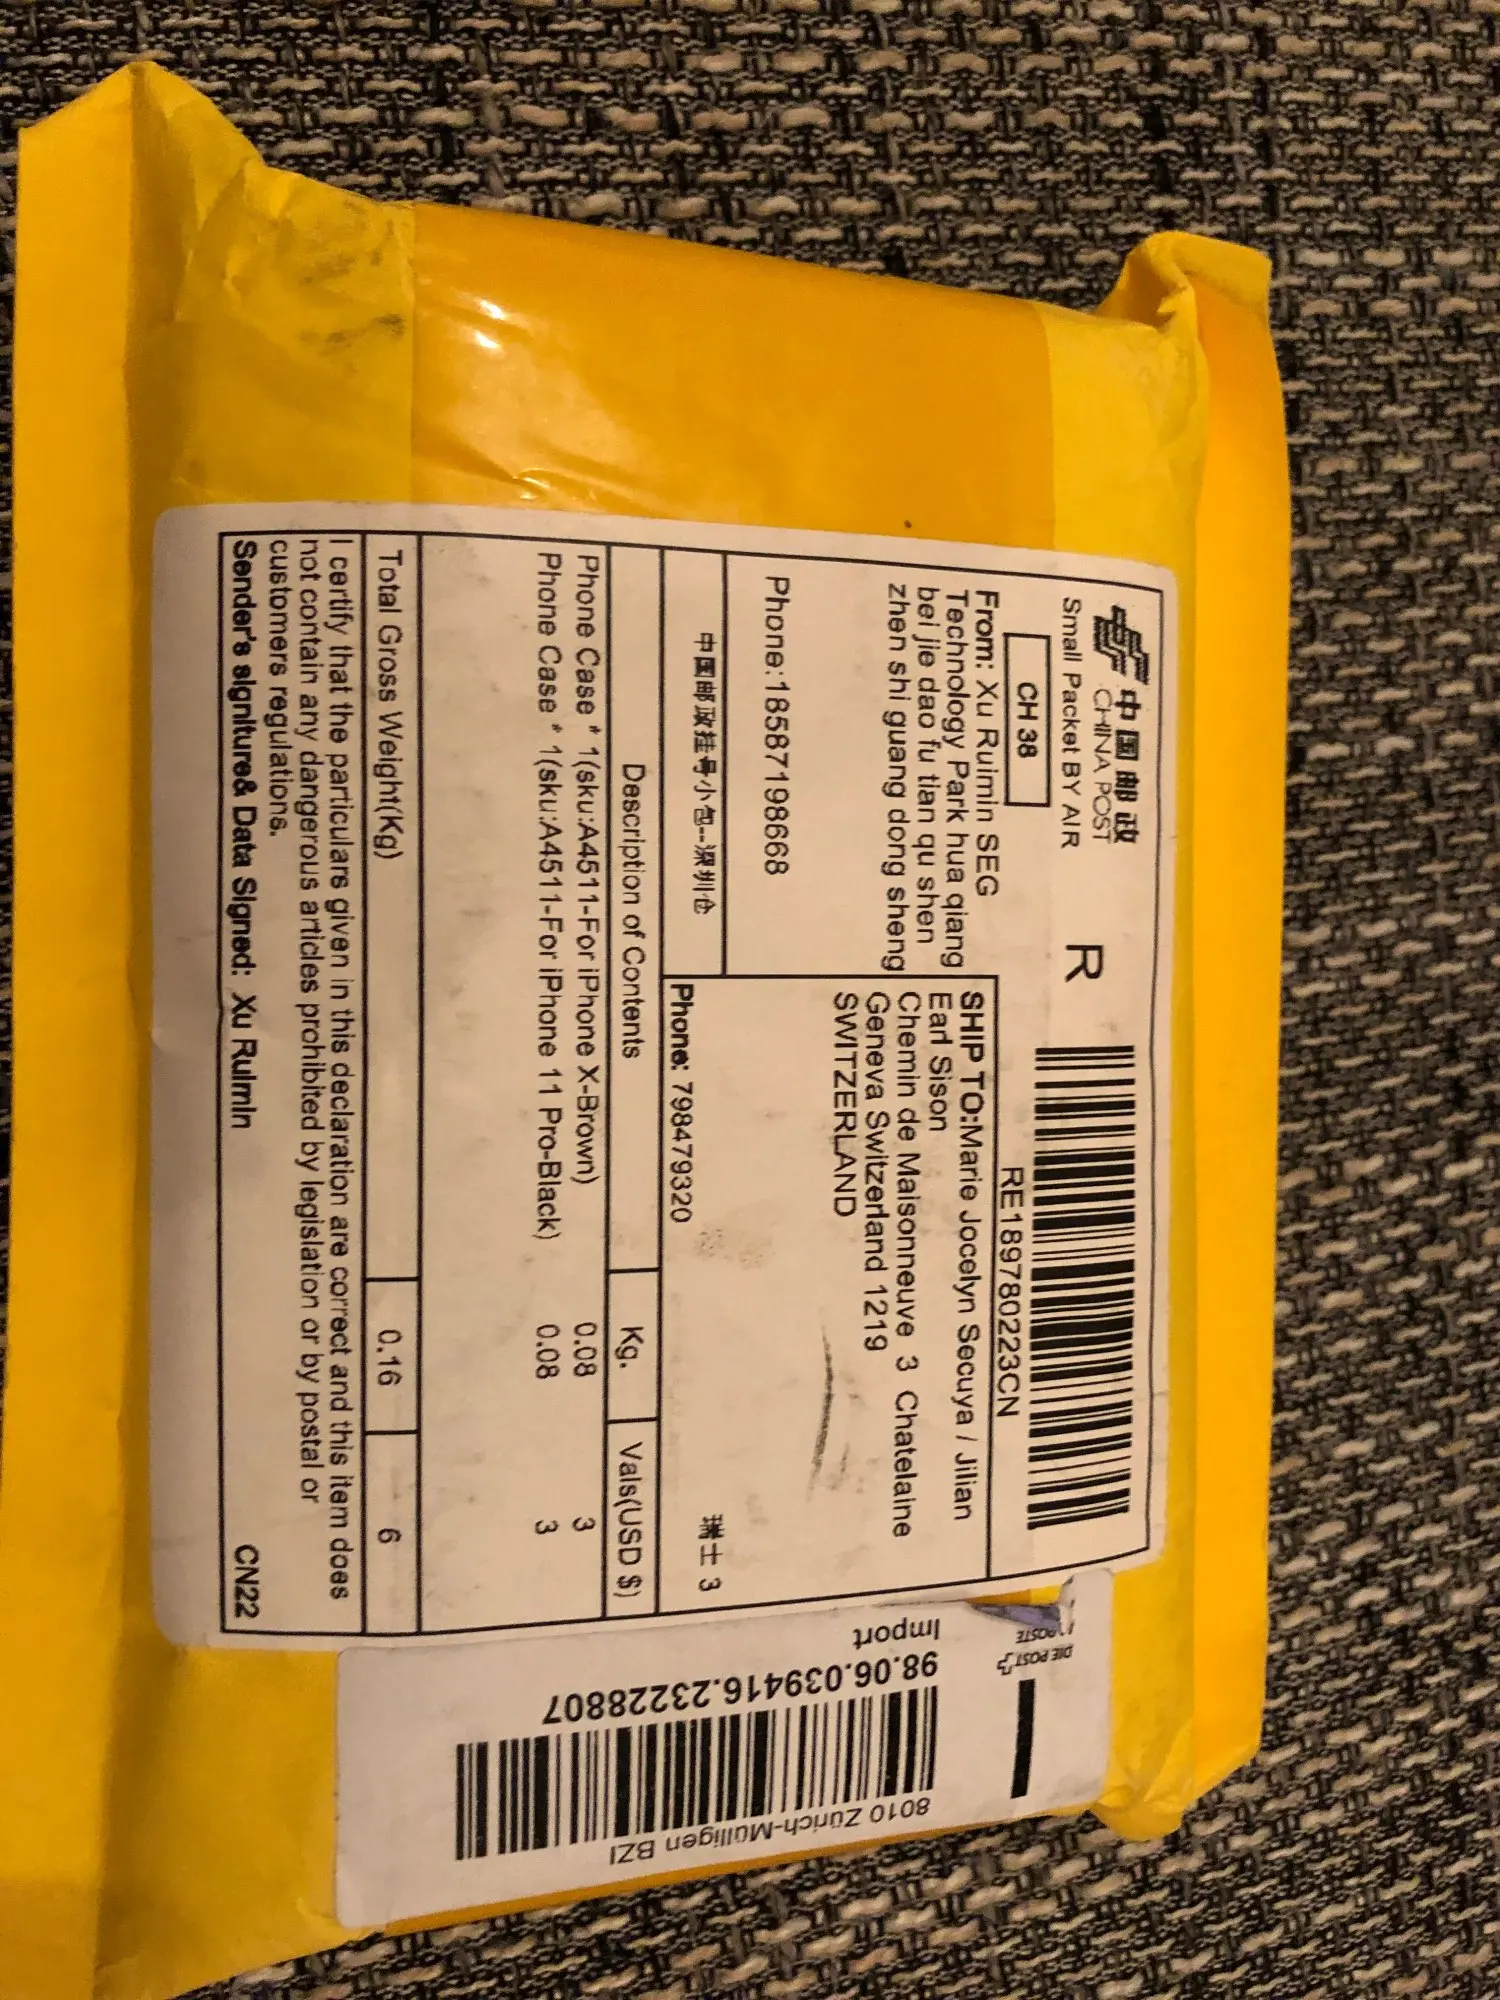 中国邮政
CHINA POST
Small Packet BY AIR
R
RE189780223CN
CH 38
From: Xu Ruimin SEG
Technology Park hua qiang
bei jie dao fu tian qu shen
zhen shi guang dong sheng
Phone:18587198668
SHIP TO:Marie Jocelyn Secuya / Jilian
Earl Sison
Chemin de Maisonneuve 3 Chatelaine
Geneva Switzerland 1219
SWITZERLAND
中国邮政挂号小包--深圳仓
Phone: 798479320
瑞士 3
Description of Contents Kg. Vals(USD $)
Phone Case * 1(sku:A4511-For iPhone X-Brown) 0.08 3
Phone Case * 1(sku:A4511-For iPhone 11 Pro-Black) 0.08 3
Total Gross Weight(Kg) 0.16 6
I certify that the particulars given in this declaration are correct and this item does
not contain any dangerous articles prohibited by legislation or by postal or
customers regulations.
Sender's signiture& Data Signed: Xu Ruimin CN22
DIE POST
POSTE
Import
98.06.039416.23228807
8010 Zürich-Mülligen BZI